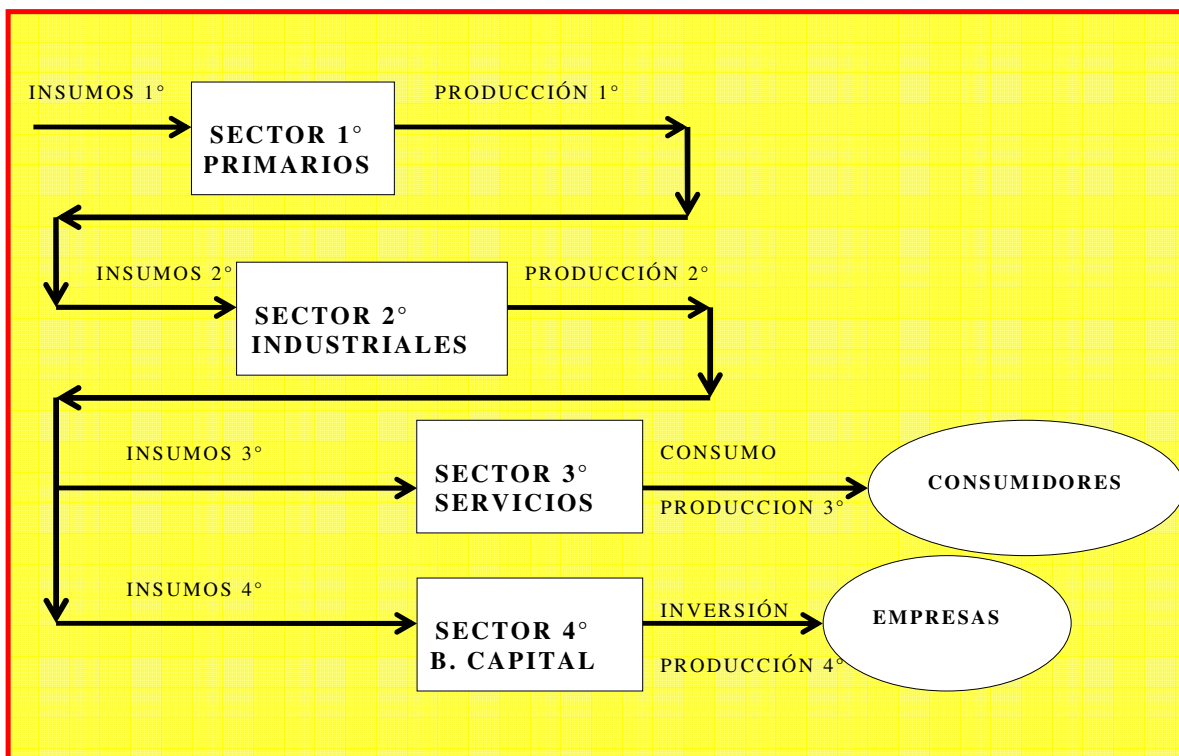 INSUMOS 1°
PRODUCCIÓN 1°
SECTOR 1°
PRIMARIOS
INSUMOS 2°
PRODUCCIÓN 2°
SECTOR 2°
INDUSTRIALES
INSUMOS 3°
SECTOR 3°
SERVICIOS
CONSUMO
PRODUCCION 3°
CONSUMIDORES
INSUMOS 4°
SECTOR 4°
B. CAPITAL
INVERSIÓN
PRODUCCIÓN 4°
EMPRESAS